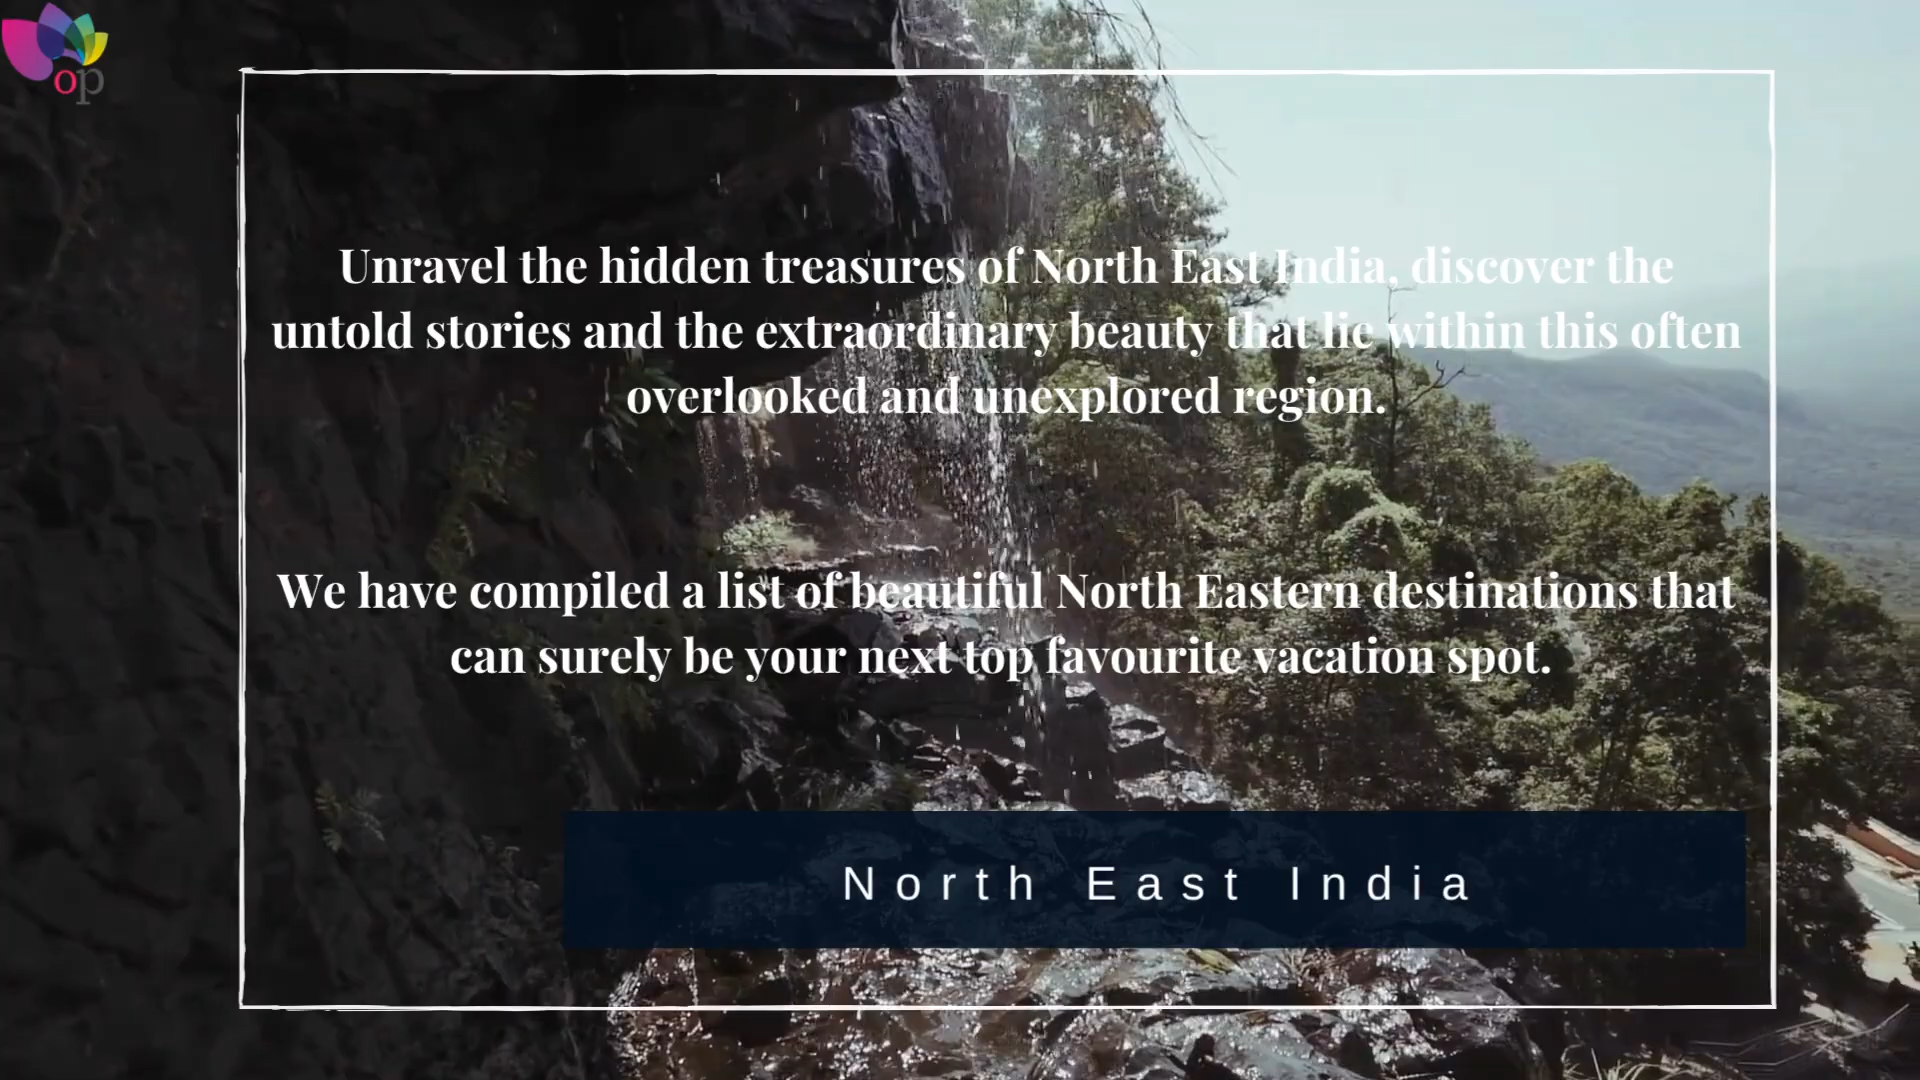 op
Unravel the hidden treasures of North East India, discover the
untold stories and the extraordinary beauty that lie within this often
overlooked and unexplored region.
We have compiled a list of beautiful North Eastern destinations that
can surely be your next top favourite vacation spot.
North East India